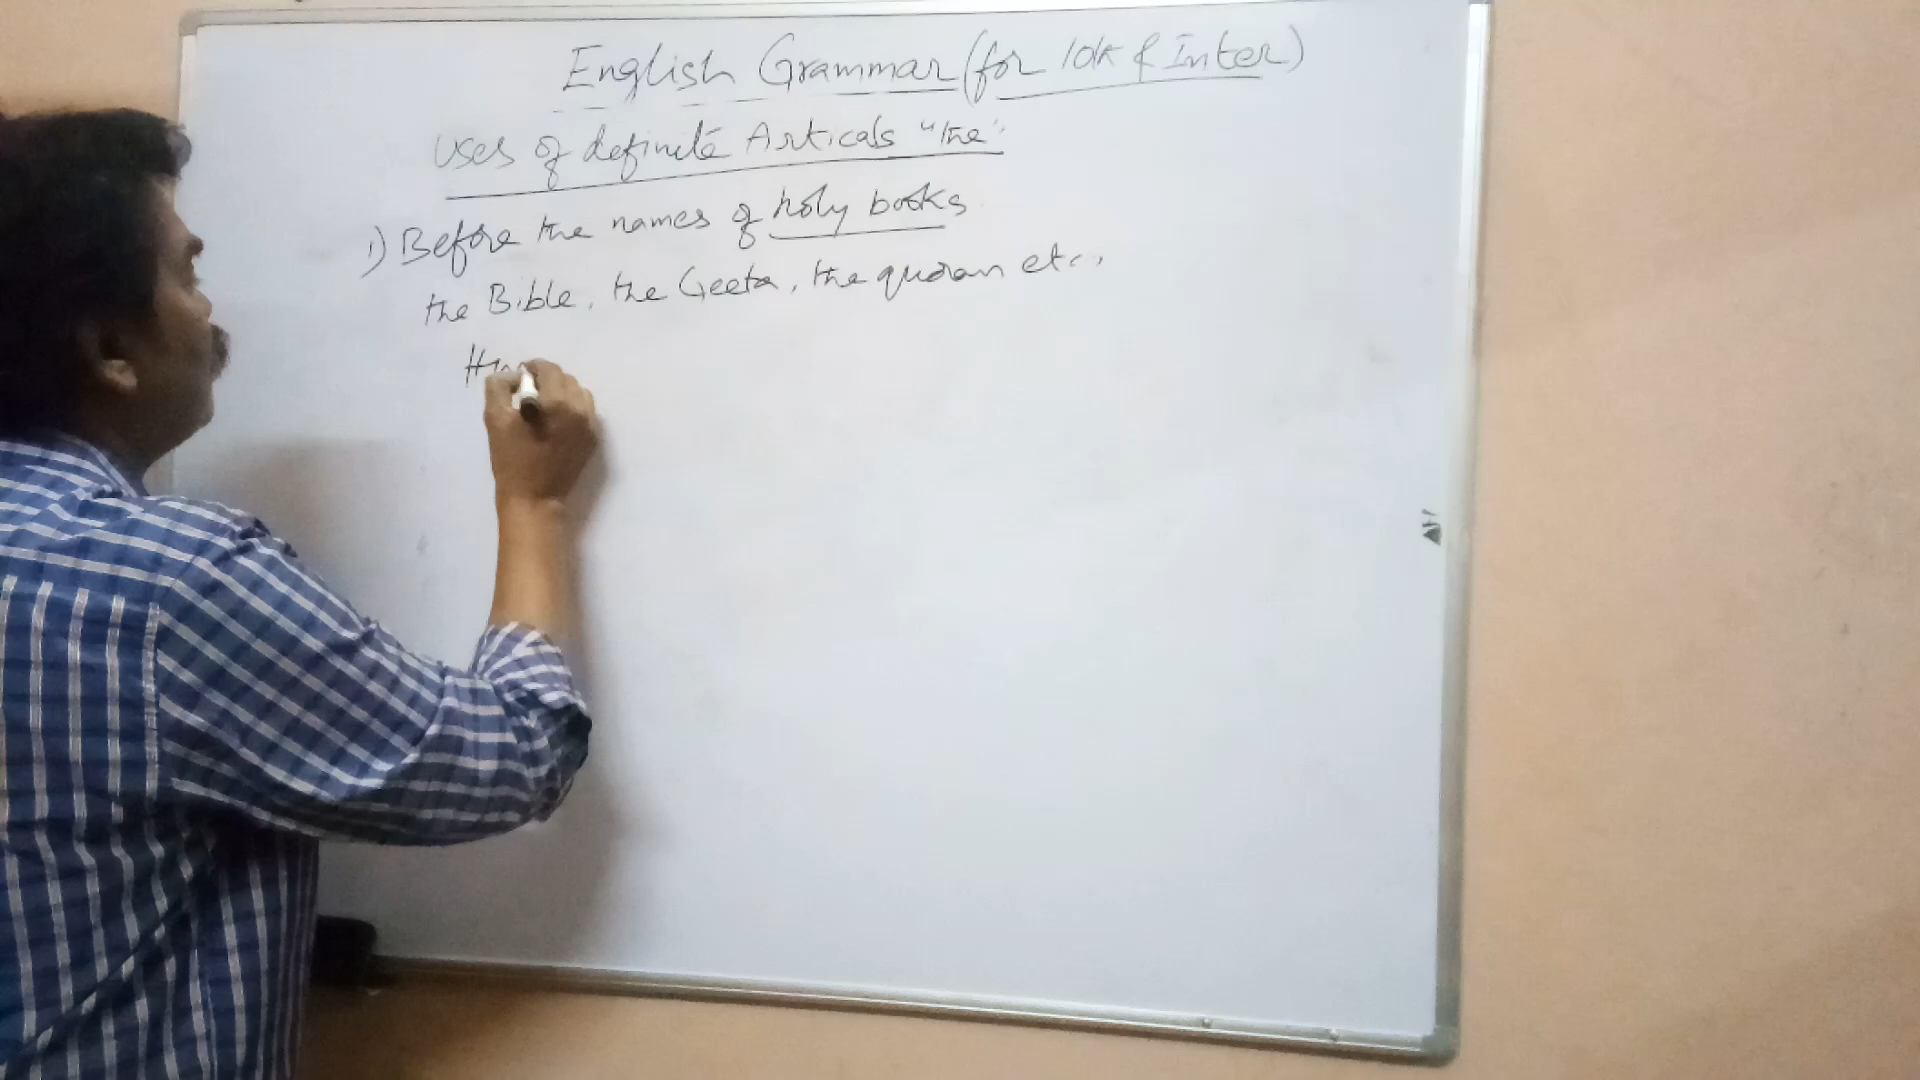 English Grammar (for 10th & Inter)
Uses of definite Articals "the"
1) Before the names of holy books
the Bible, the Geeta, the quoran etc.,